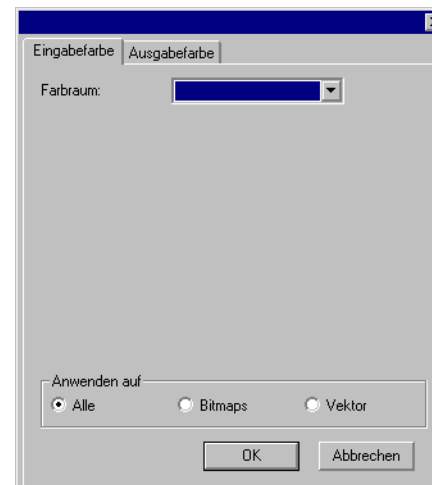 Eingabefarbe Ausgabefarbe
Farbraum:
Anwenden auf
Alle Bitmaps Vektor
OK Abbrechen